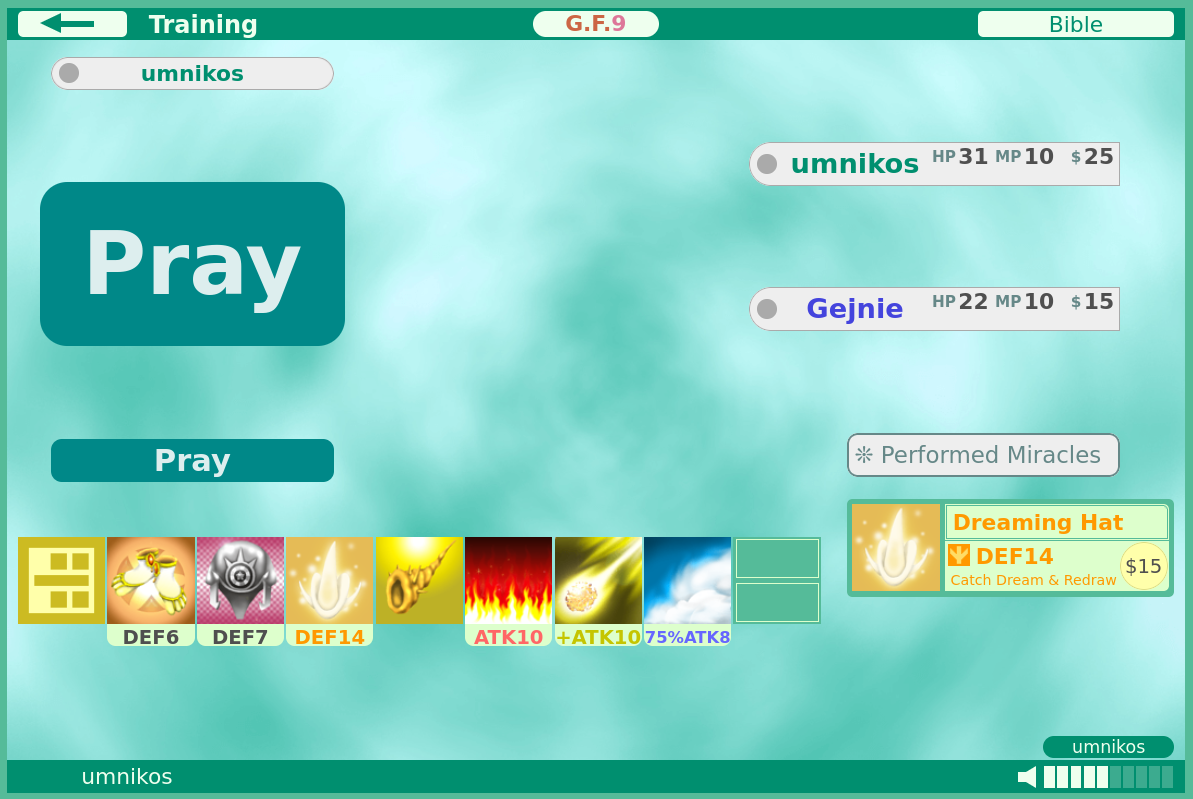 Training
G.F.9
Bible
umnikos
umnikos HP 31 MP 10 $ 25
Pray
Gejnie HP 22 MP 10 $ 15
Pray
❊ Performed Miracles
Dreaming Hat
DEF14
Catch Dream & Redraw
$15
DEF6
DEF7
DEF14
ATK10
+ATK10
75%ATK8
umnikos
umnikos